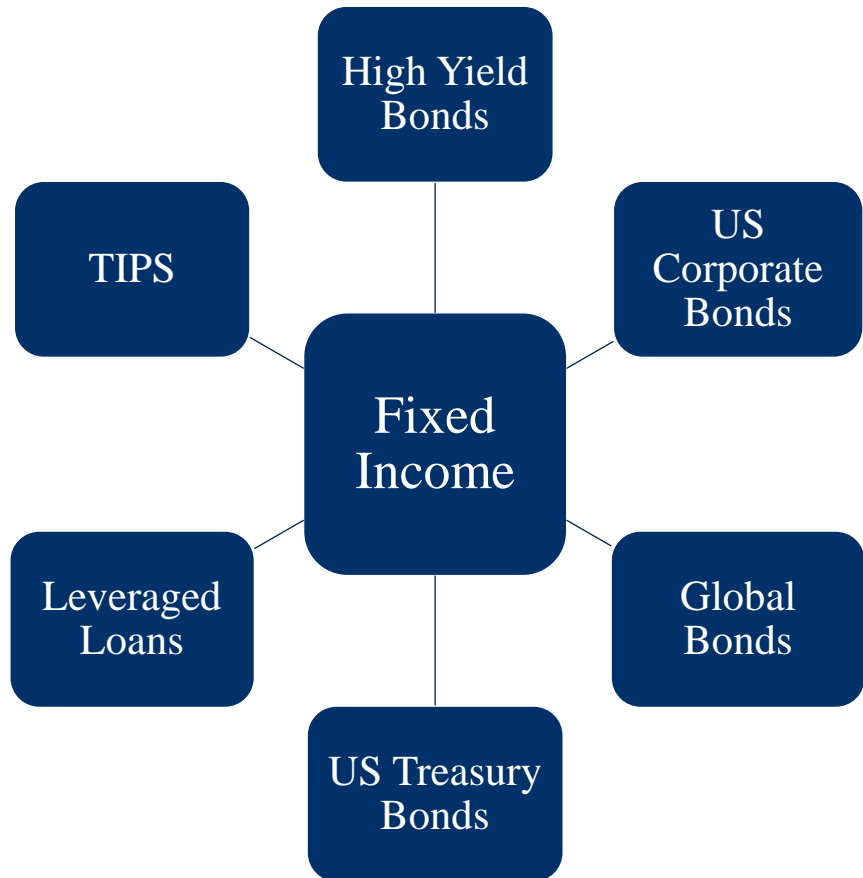 High Yield
Bonds
US
Corporate
Bonds
TIPS
Fixed
Income
Leveraged
Loans
Global
Bonds
US Treasury
Bonds